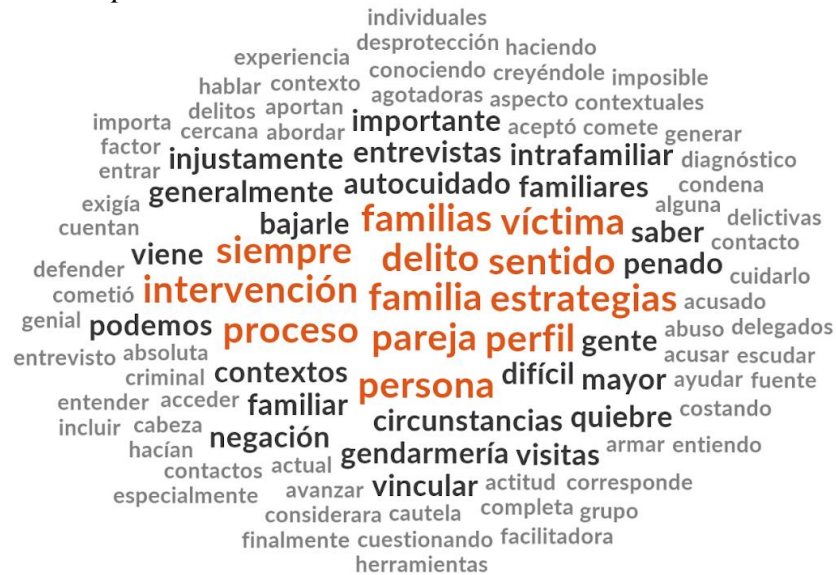 individuales
desprotección haciendo
experiencia
conociendo creyéndole imposible
hablar contexto
agotadoras aspecto contextuales
delitos aportan
importante
importa
cercana abordar
aceptó comete generar
factor
injustamente entrevistas intrafamiliar diagnóstico
entrar
generalmente autocuidado familiares condena
exigía
alguna
bajarle familias víctima saber delictivas
cuentan
contacto
viene siempre delito sentido penado
defender
cuidarlo
cometió intervención familia estrategias acusado
genial podemos proceso pareja perfil gente abuso delegados
entrevisto absoluta
acusar escudar
criminal contextos persona difícil mayor ayudar fuente
entender acceder familiar
circunstancias quiebre costando
incluir cabeza
negación
hacían
gendarmería visitas armar entiendo
contactos actual
vincular actitud corresponde
especialmente avanzar
considerara cautela completa grupo
finalmente cuestionando facilitadora
herramientas